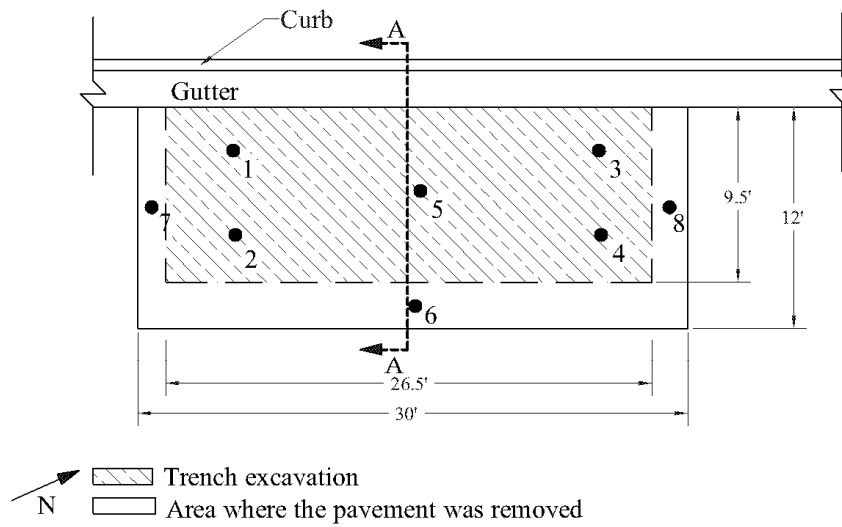 Curb
A
Gutter
1
3
5
9.5'
7
8
12'
2
4
6
A
26.5'
30'
Trench excavation
N
Area where the pavement was removed